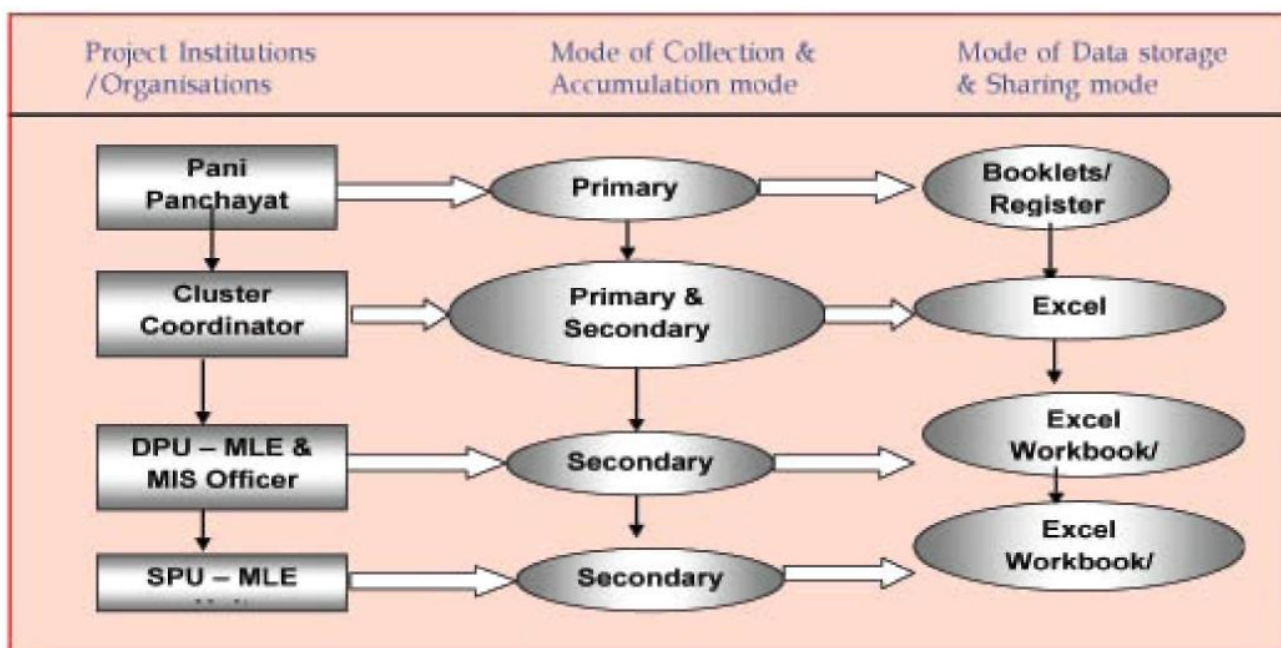 Project Institutions
/Organisations
Mode of Collection &
Accumulation mode
Mode of Data storage
& Sharing mode
Pani
Panchayat
Primary
Booklets/
Register
Cluster
Coordinator
Primary &
Secondary
Excel
DPU – MLE &
MIS Officer
Secondary
Excel
Workbook/
SPU – MLE
Secondary
Excel
Workbook/